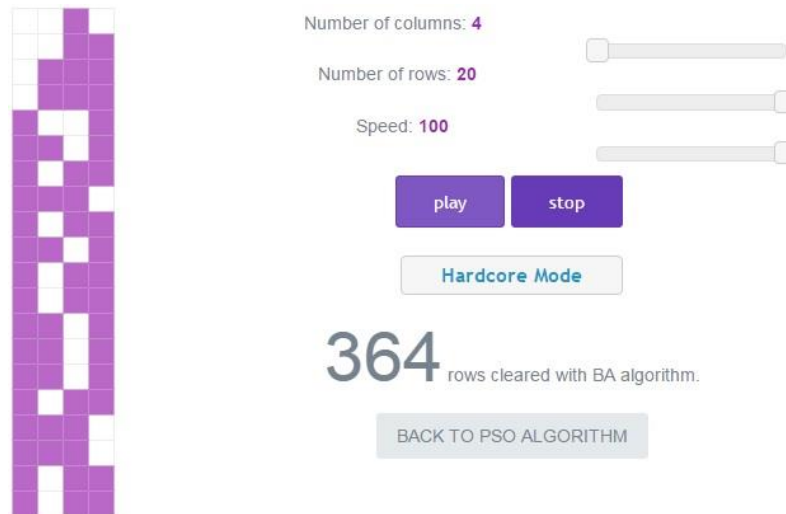 Number of columns: 4
Number of rows: 20
Speed: 100
play stop
Hardcore Mode
364 rows cleared with BA algorithm.
BACK TO PSO ALGORITHM